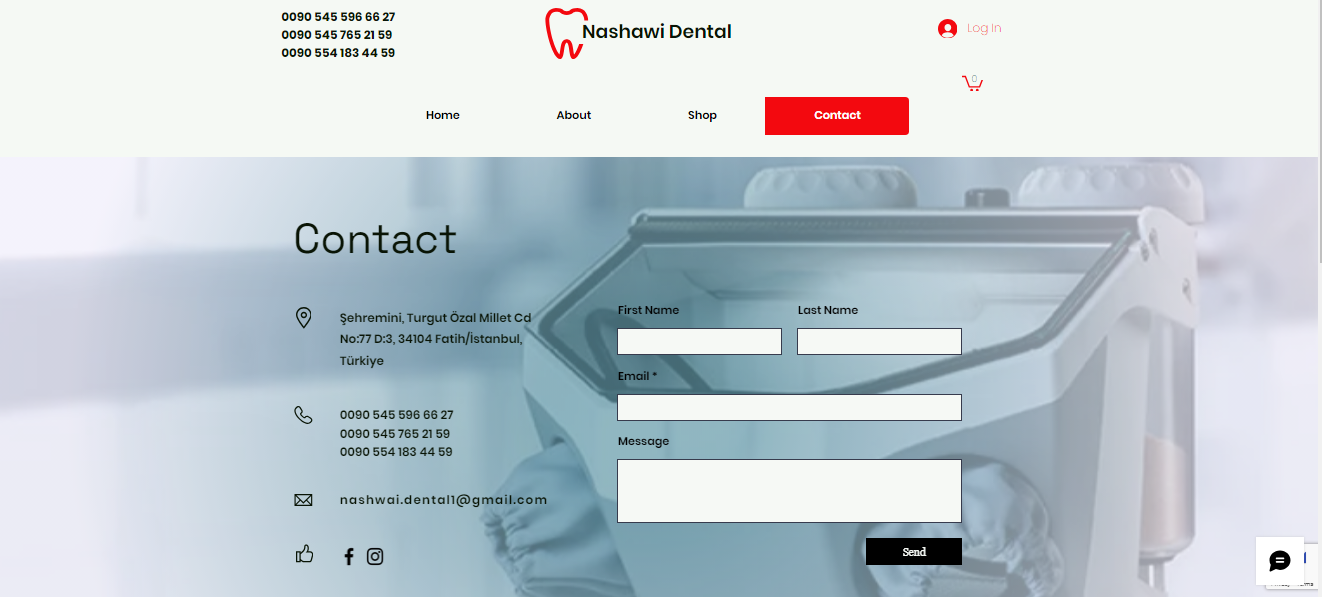 0090 545 596 66 27
0090 545 765 21 59
0090 554 183 44 59
Nashawi Dental
Log In
0
Home About Shop Contact
Contact
Şehremini, Turgut Özal Millet Cd
No:77 D:3, 34104 Fatih/İstanbul,
Türkiye
0090 545 596 66 27
0090 545 765 21 59
0090 554 183 44 59
nashwai.dental1@gmail.com
First Name Last Name
Email *
Message
Send